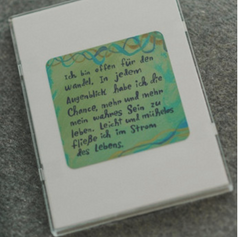 Ich bin offen für den
Wandel. In jedem
Augenblick habe ich die
Chance, mehr und mehr
mein wahres Sein zu
leben. Leicht und mühelos
fließe ich im Strom
des Lebens.